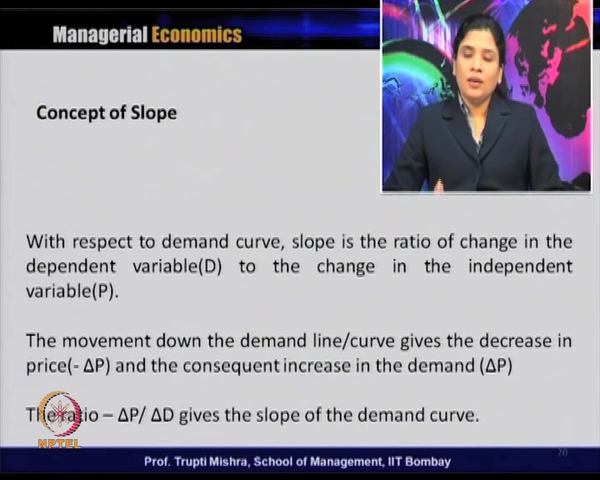 Managerial Economics
Concept of Slope
With respect to demand curve, slope is the ratio of change in the
dependent variable(D) to the change in the independent
variable(P).
The movement down the demand line/curve gives the decrease in
price(- ΔP) and the consequent increase in the demand (ΔP)
The ratio – ΔP/ ΔD gives the slope of the demand curve.
NPTEL
20
Prof. Trupti Mishra, School of Management, IIT Bombay